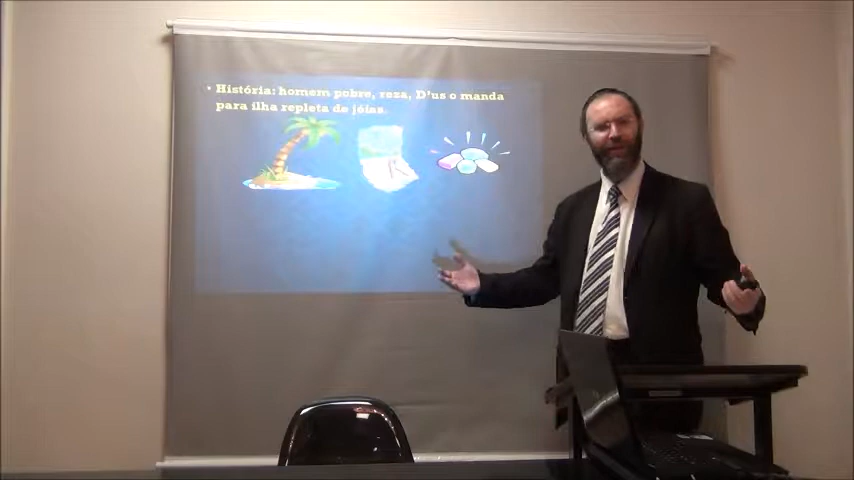 • História: homem pobre, reza, D'us o manda
para ilha repleta de jóias.